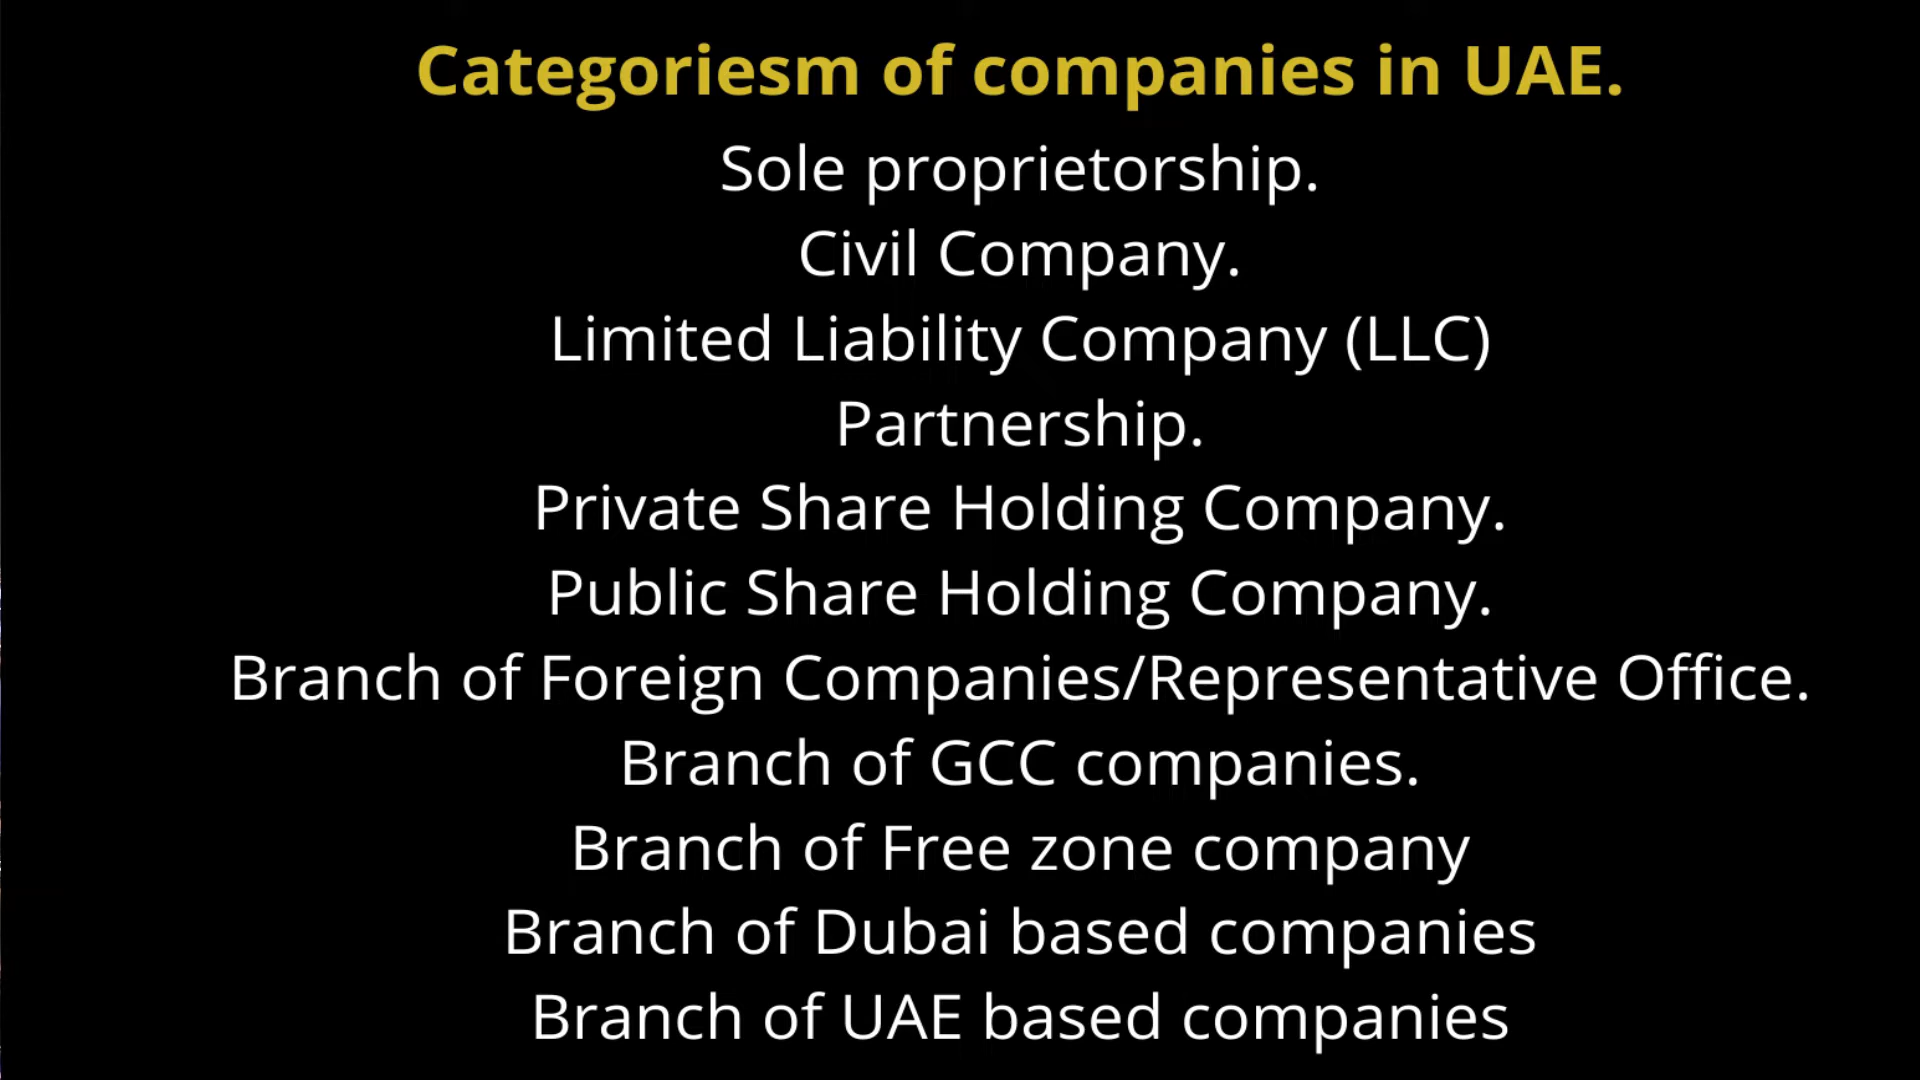 Categoriesm of companies in UAE.
Sole proprietorship.
Civil Company.
Limited Liability Company (LLC)
Partnership.
Private Share Holding Company.
Public Share Holding Company.
Branch of Foreign Companies/Representative Office.
Branch of GCC companies.
Branch of Free zone company
Branch of Dubai based companies
Branch of UAE based companies